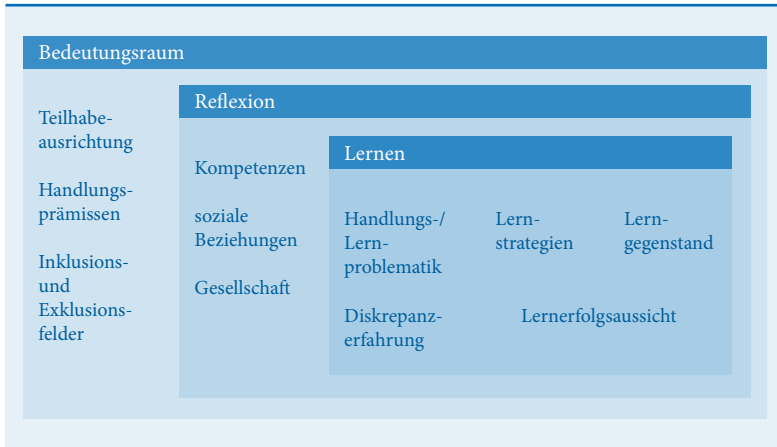 Bedeutungsraum
Teilhabe-
ausrichtung
Handlungs-
prämissen
Inklusions-
und
Exklusions-
felder
Reflexion
Kompetenzen
soziale
Beziehungen
Gesellschaft
Lernen
Handlungs-/
Lern-
problematik
Lern-
strategien
Lern-
gegenstand
Diskrepanz-
erfahrung
Lernerfolgsaussicht